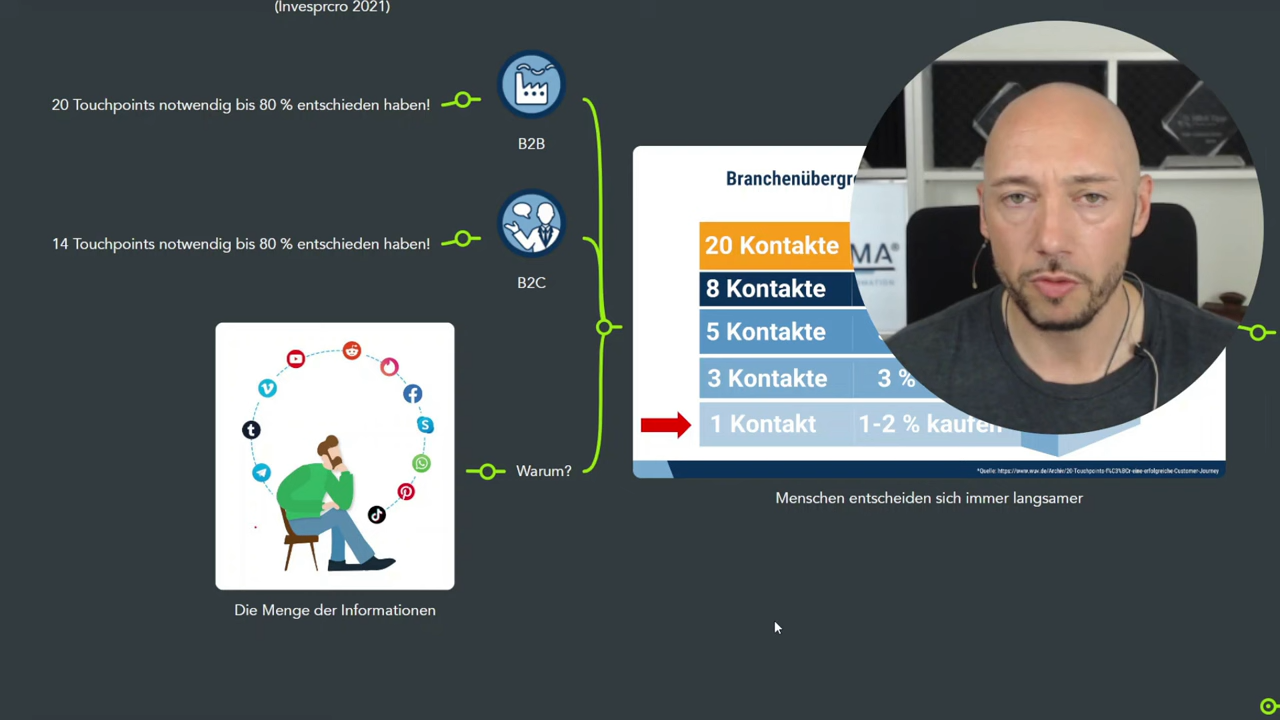 (Invesprcro 2021)
20 Touchpoints notwendig bis 80 % entschieden haben!
B2B
14 Touchpoints notwendig bis 80 % entschieden haben!
B2C
Warum?
Die Menge der Informationen
20 Kontakte
8 Kontakte
5 Kontakte
3 Kontakte 3 %
1 Kontakt 1-2 % kaufen
Menschen entscheiden sich immer langsamer